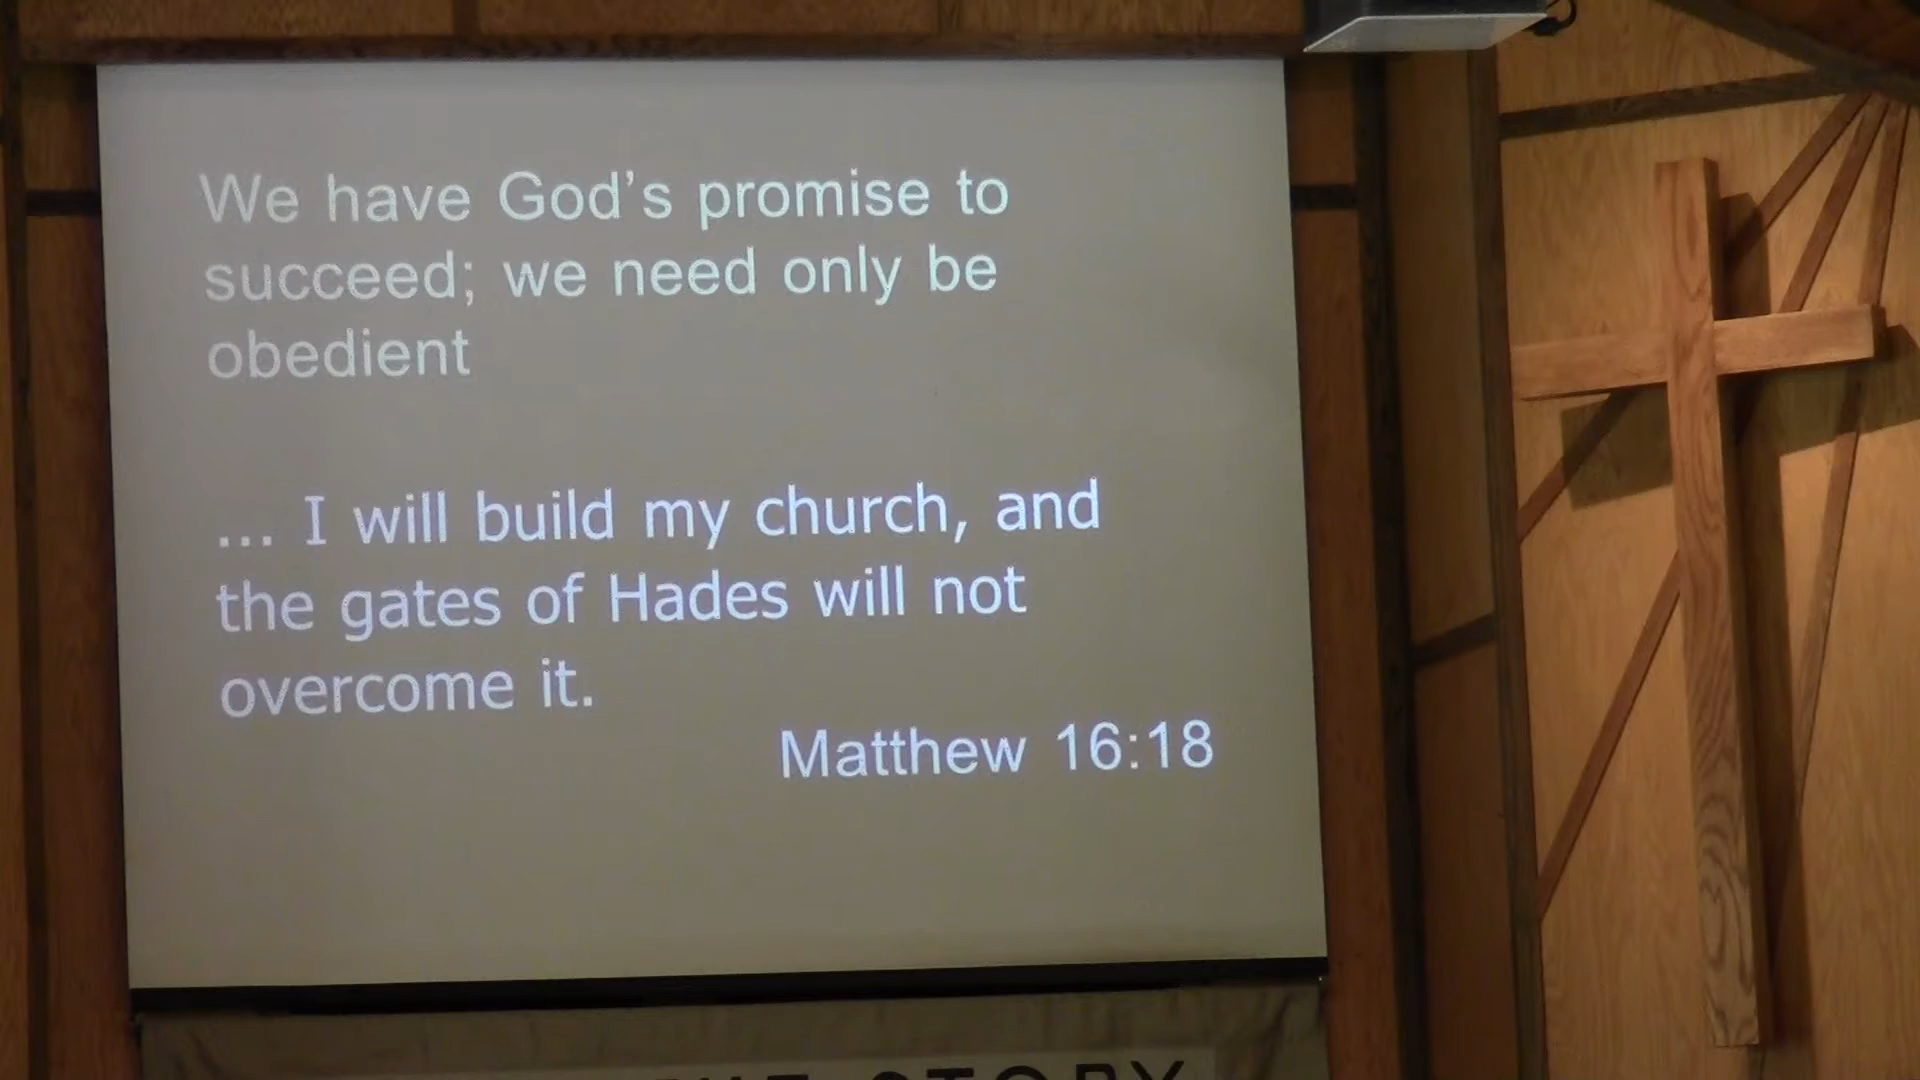 We have God’s promise to
succeed; we need only be
obedient
... I will build my church, and
the gates of Hades will not
overcome it.
Matthew 16:18
STORY